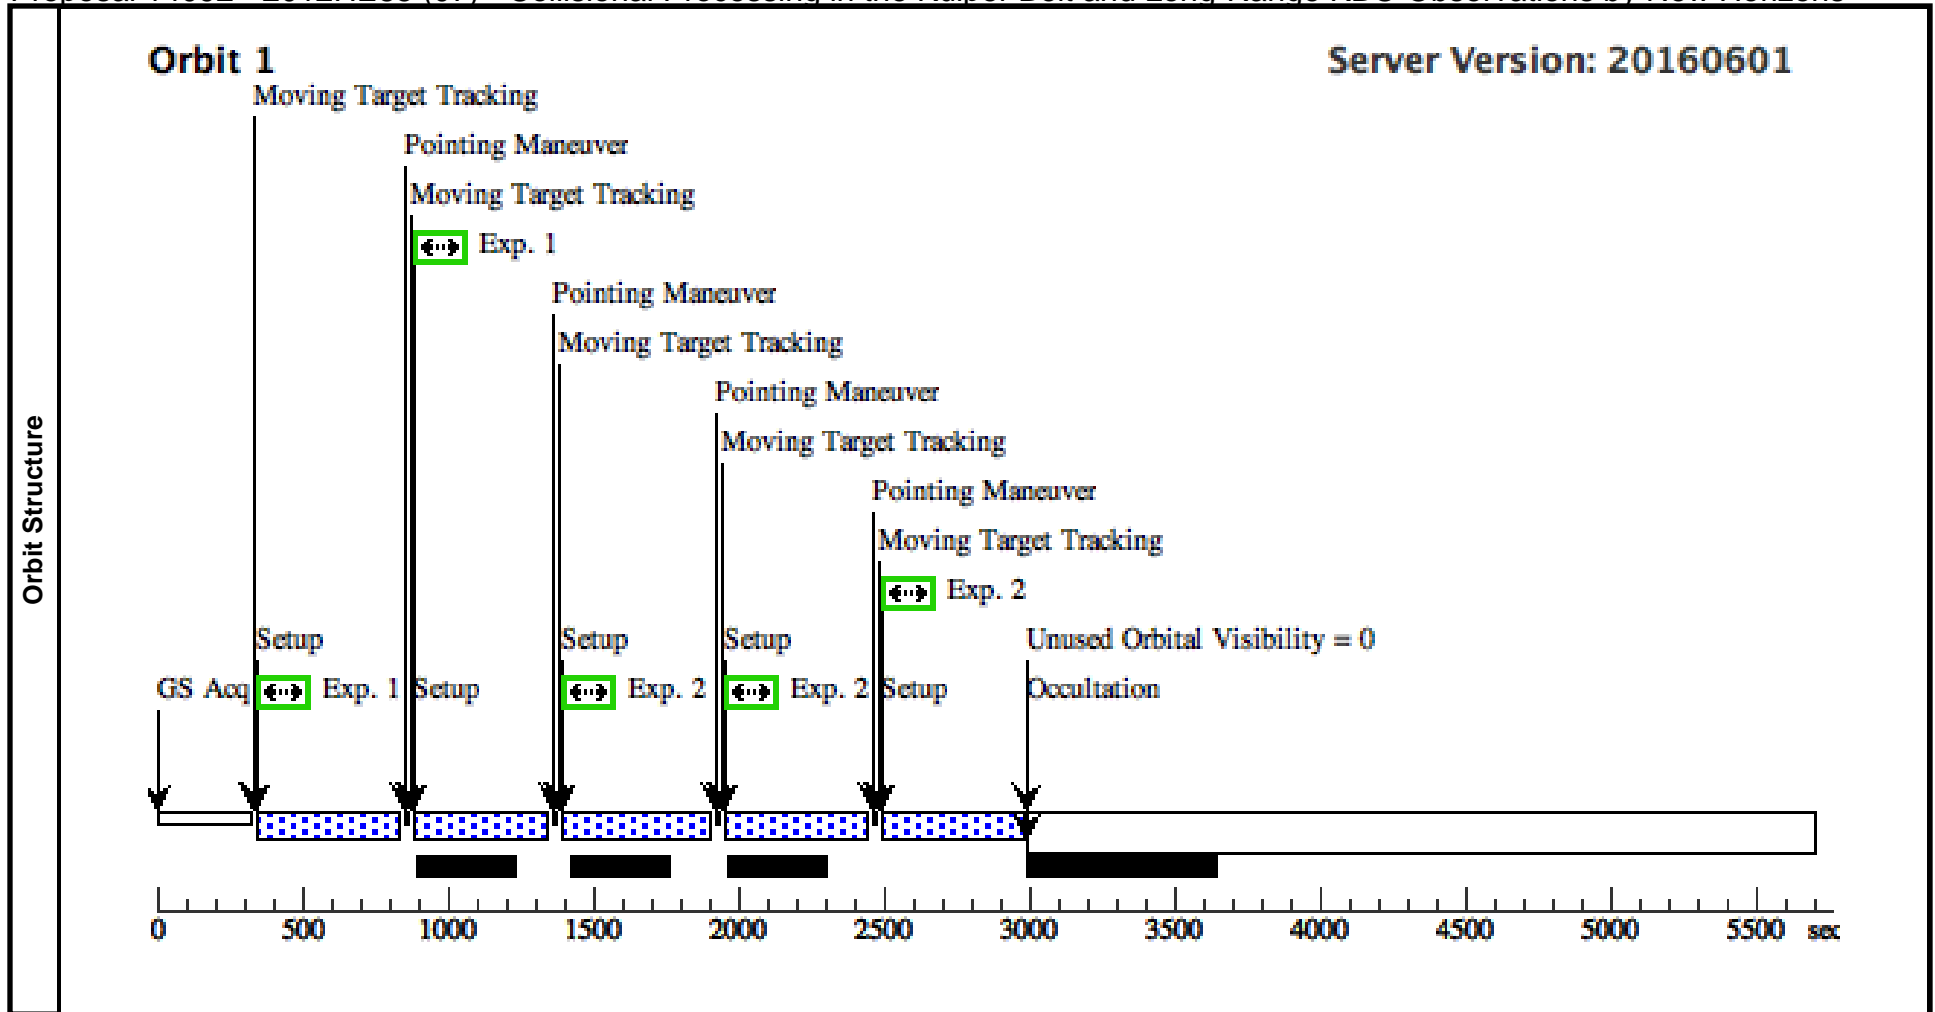 Orbit 1
Server Version: 20160601
Moving Target Tracking
Pointing Maneuver
Moving Target Tracking
Exp. 1
Pointing Maneuver
Moving Target Tracking
Pointing Maneuver
Moving Target Tracking
Pointing Maneuver
Moving Target Tracking
Exp. 2
Orbit Structure
Setup Setup Setup Unused Orbital Visibility = 0
GS Acq Exp. 1 Setup Exp. 2 Exp. 2 Setup Occultation
0 500 1000 1500 2000 2500 3000 3500 4000 4500 5000 5500 sec